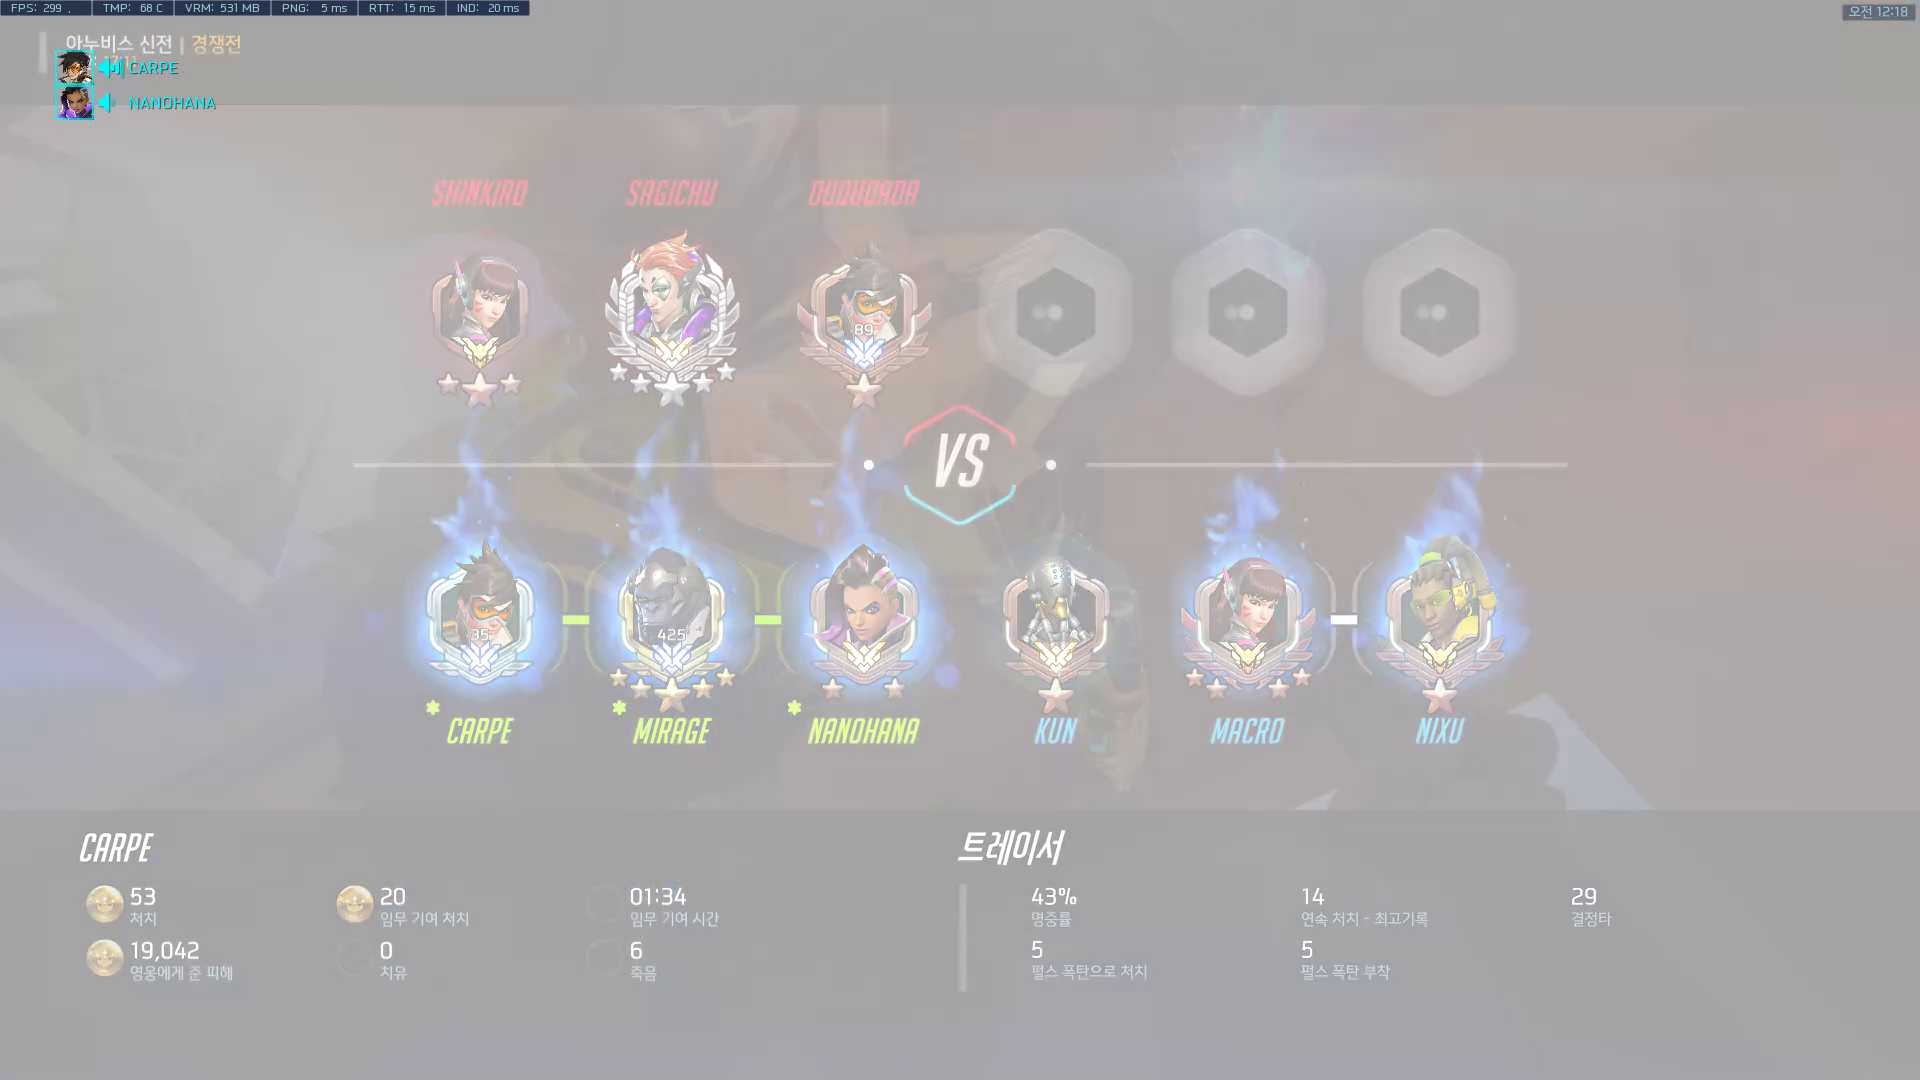 FPS: 299 . TMP: 68 C VRM: 531 MB PNG: 5 ms RTT: 15 ms IND: 20 ms
오전 12:18
아누비스 신전 | 경쟁전
CARPE
NANOHANA
SHINKIRO SAGICHU DUDUDADA
89
VS
35 425
CARPE MIRAGE NANOHANA KUN MACRO NIXU
CARPE
53 20 01:34
처치 임무 기여 처치 임무 기여 시간
19,042 0 6
영웅에게 준 피해 치유 죽음
트레이서
43% 14 29
명중률 연속 처치 - 최고기록 결정타
5 5
펄스 폭탄으로 처치 펄스 폭탄 부착